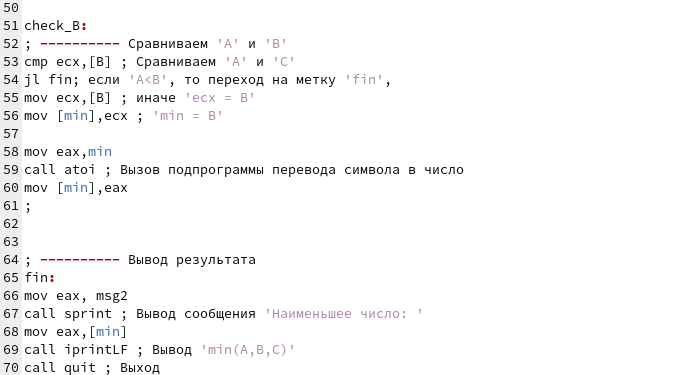 50
51 check_B:
52 ; ---------- Сравниваем 'A' и 'B'
53 cmp ecx,[B] ; Сравниваем 'A' и 'C'
54 jl fin; если 'A<B', то переход на метку 'fin',
55 mov ecx,[B] ; иначе 'ecx = B'
56 mov [min],ecx ; 'min = B'
57
58 mov eax,min
59 call atoi ; Вызов подпрограммы перевода символа в число
60 mov [min],eax
61 ;
62
63
64 ; ---------- Вывод результата
65 fin:
66 mov eax, msg2
67 call sprint ; Вывод сообщения 'Наименьшее число: '
68 mov eax,[min]
69 call iprintLF ; Вывод 'min(A,B,C)'
70 call quit ; Выход